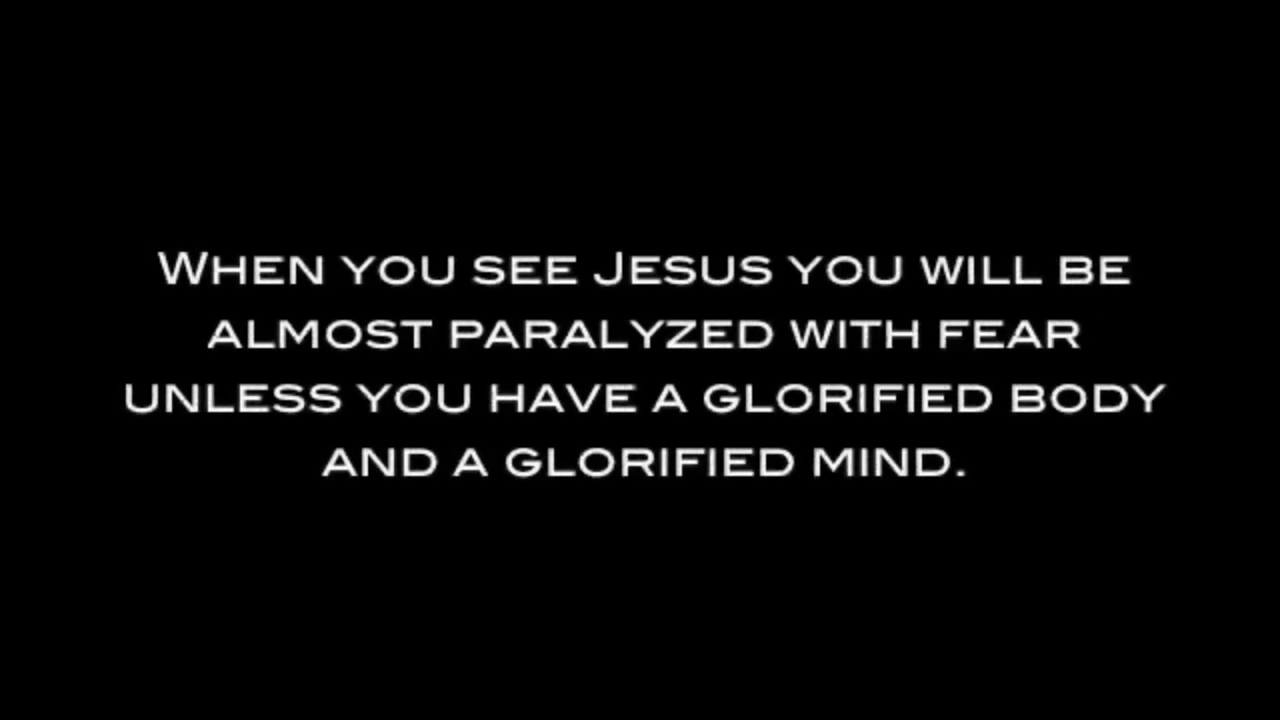 When you see Jesus you will be
almost paralyzed with fear
unless you have a glorified body
and a glorified mind.